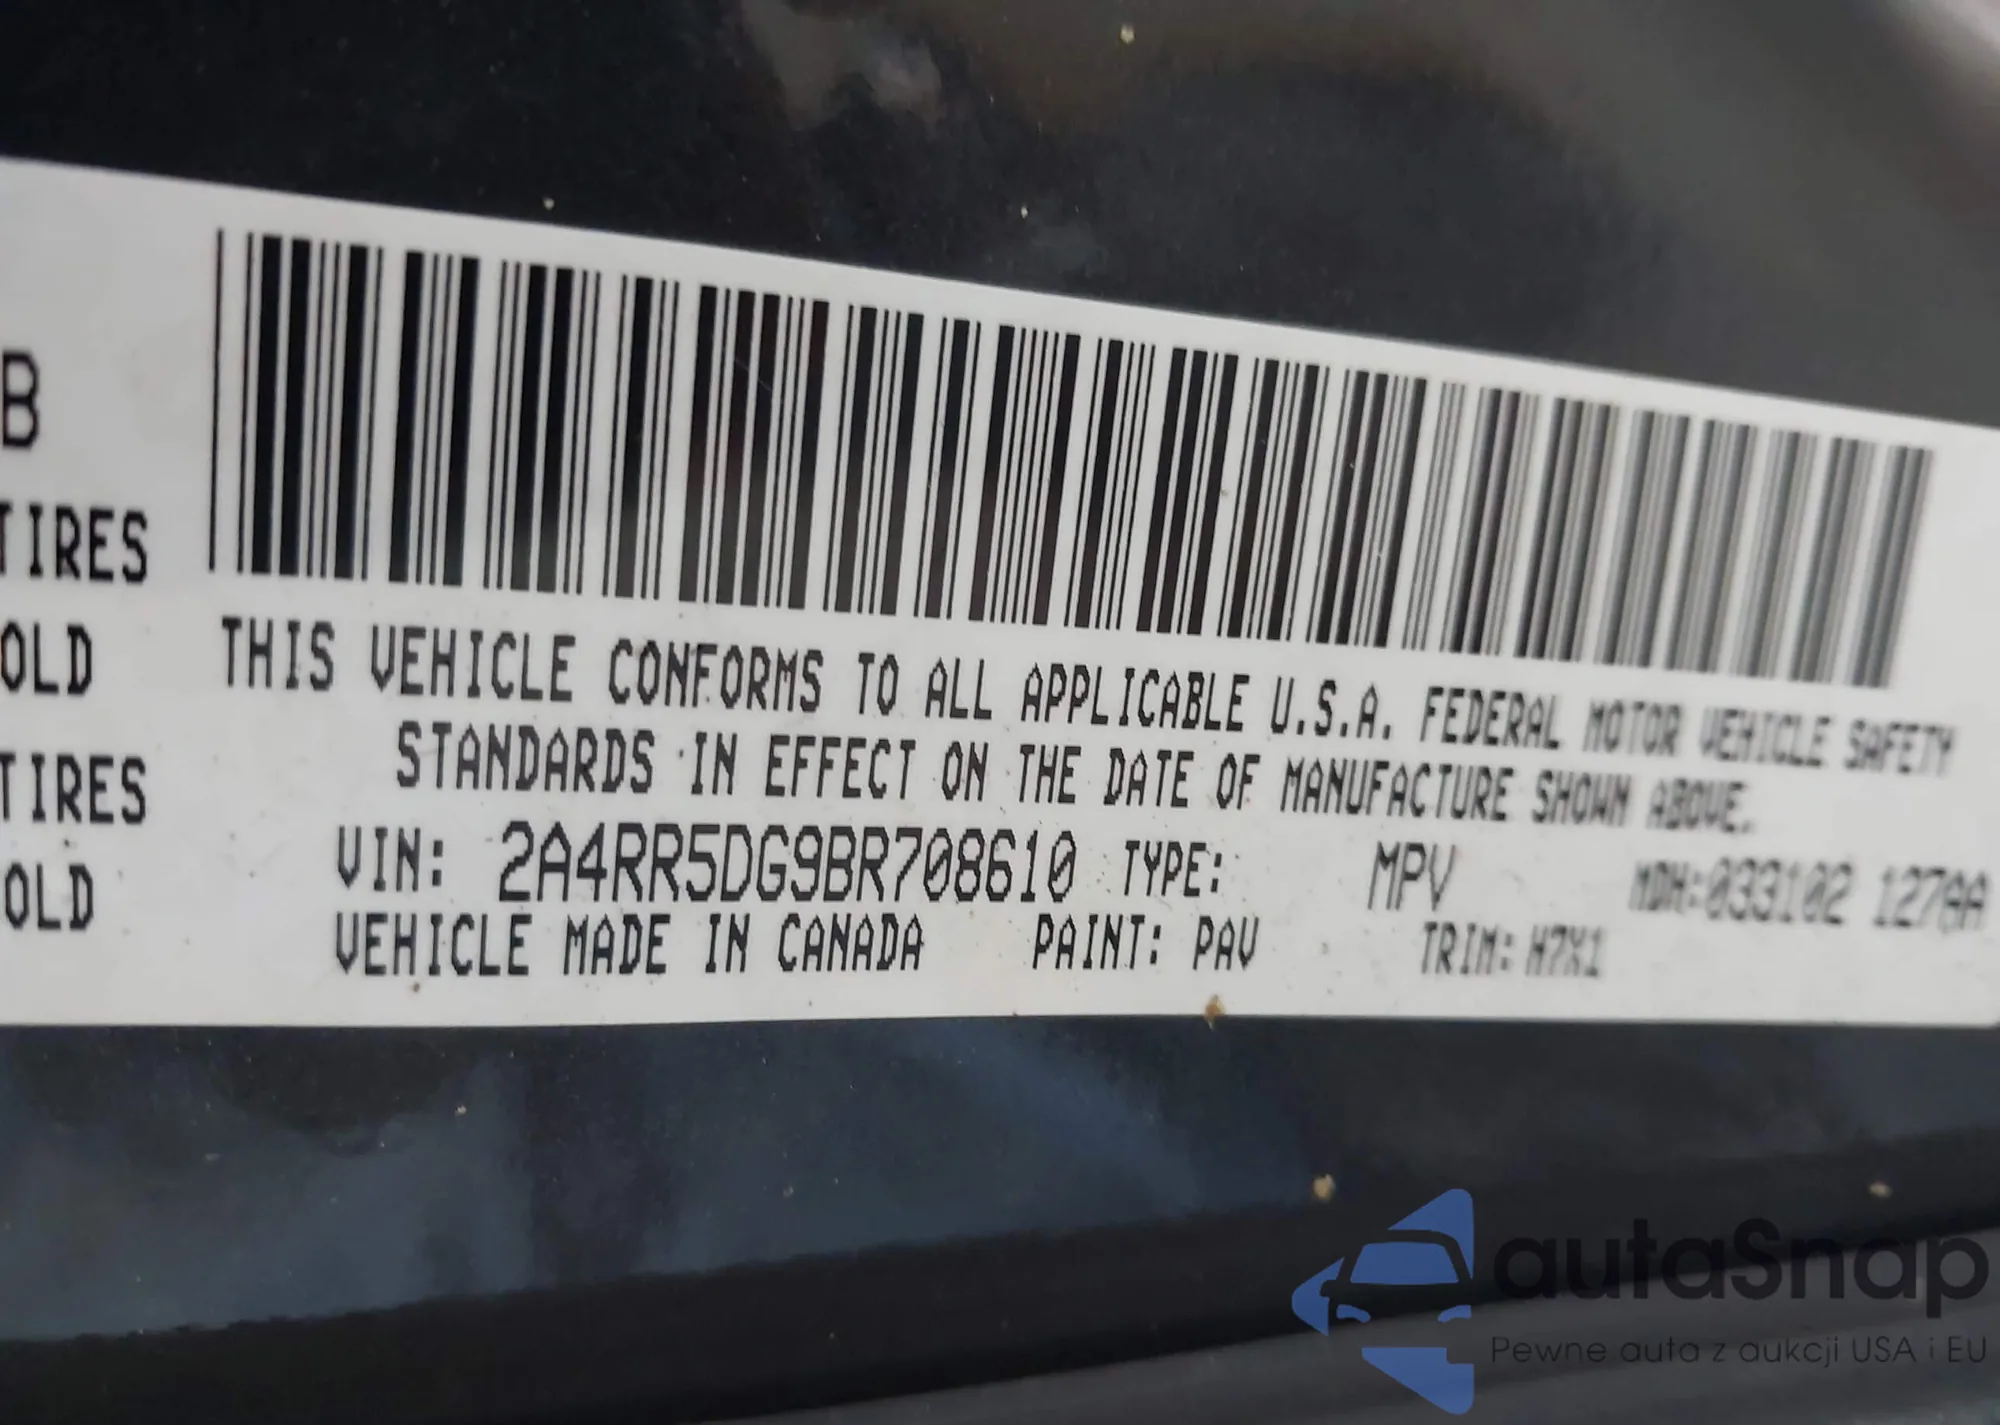 B
TIRES
OLD
TIRES
OLD
THIS VEHICLE CONFORMS TO ALL APPLICABLE U.S.A. FEDERAL MOTOR VEHICLE SAFETY
STANDARDS IN EFFECT ON THE DATE OF MANUFACTURE SHOWN ABOVE.
VIN: 2A4RR5DG9BR708610 TYPE: MPV MDH:033102 127AA
VEHICLE MADE IN CANADA PAINT: PAV TRIM: H7X1
autaSnap
Pewne auta z aukcji USA i EU